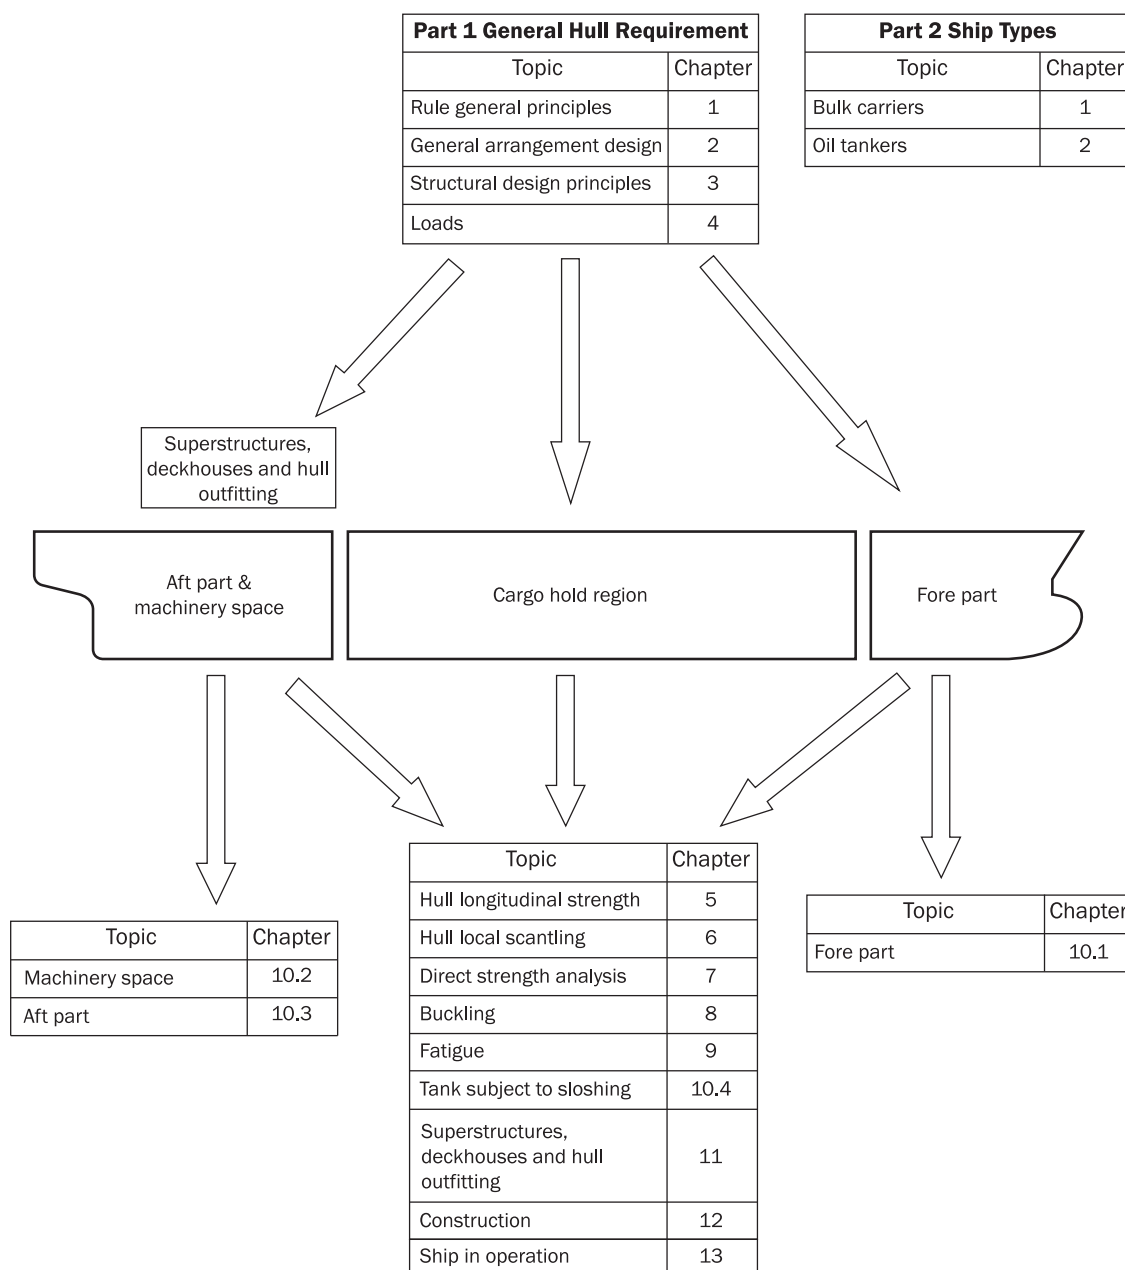 Part 1 General Hull Requirement
Topic Chapter
Rule general principles 1
General arrangement design 2
Structural design principles 3
Loads 4
Part 2 Ship Types
Topic Chapter
Bulk carriers 1
Oil tankers 2
Superstructures,
deckhouses and hull
outfitting
Aft part &
machinery space
Cargo hold region
Fore part
Topic Chapter
Machinery space 10.2
Aft part 10.3
Topic Chapter
Hull longitudinal strength 5
Hull local scantling 6
Direct strength analysis 7
Buckling 8
Fatigue 9
Tank subject to sloshing 10.4
Superstructures,
deckhouses and hull 11
outfitting
Construction 12
Ship in operation 13
Topic Chapter
Fore part 10.1